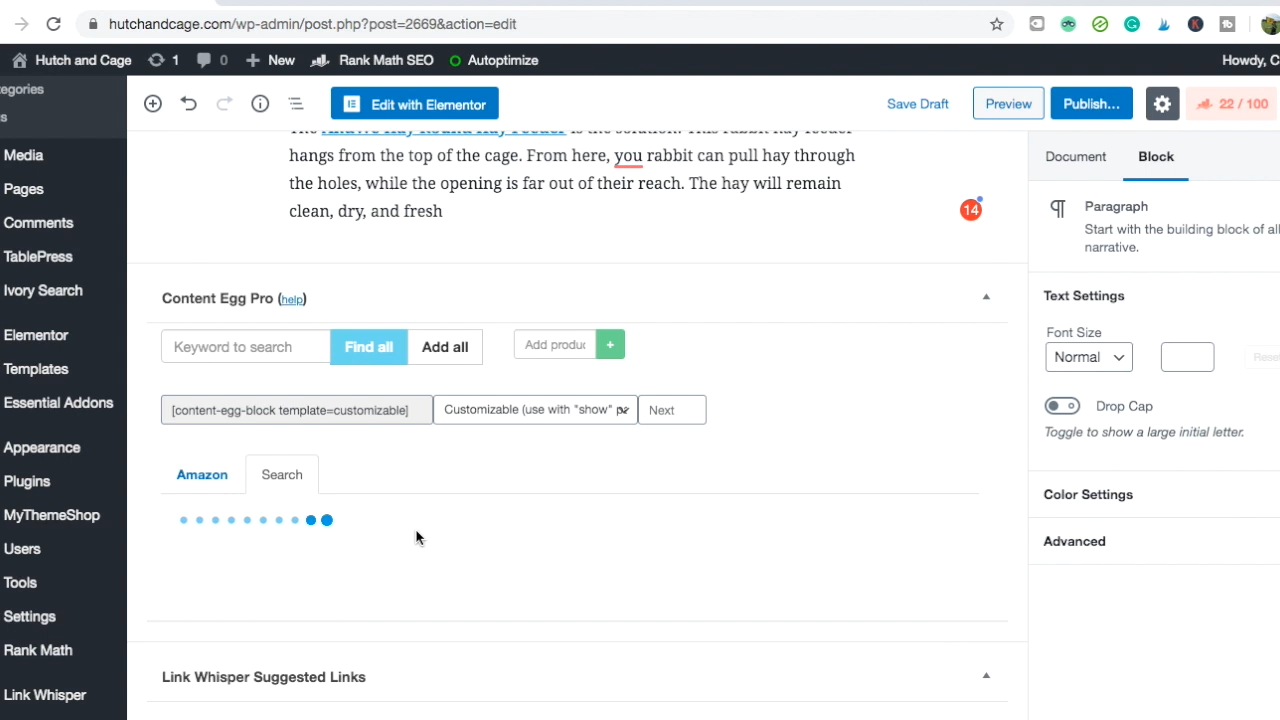 hutchandcage.com/wp-admin/post.php?post=2669&action=edit
Hutch and Cage 1 0 New Rank Math SEO Autoptimize Howdy, C
egories
s
Media
Pages
Comments
TablePress
Ivory Search
Elementor
Templates
Essential Addons
Appearance
Plugins
MyThemeShop
Users
Tools
Settings
Rank Math
Link Whisper
Edit with Elementor
Save Draft
Preview
Publish...
22 / 100
The Andwe Hay Round Hay Feeder is the solution. This rabbit hay feeder
hangs from the top of the cage. From here, you rabbit can pull hay through
the holes, while the opening is far out of their reach. The hay will remain
clean, dry, and fresh
14
Content Egg Pro (help)
Keyword to search Find all Add all Add produc +
[content-egg-block template=customizable] Customizable (use with "show" pa Next
Amazon Search
Link Whisper Suggested Links
Document Block
Paragraph
Start with the building block of all
narrative.
Text Settings
Font Size
Normal
Reset
Drop Cap
Toggle to show a large initial letter.
Color Settings
Advanced